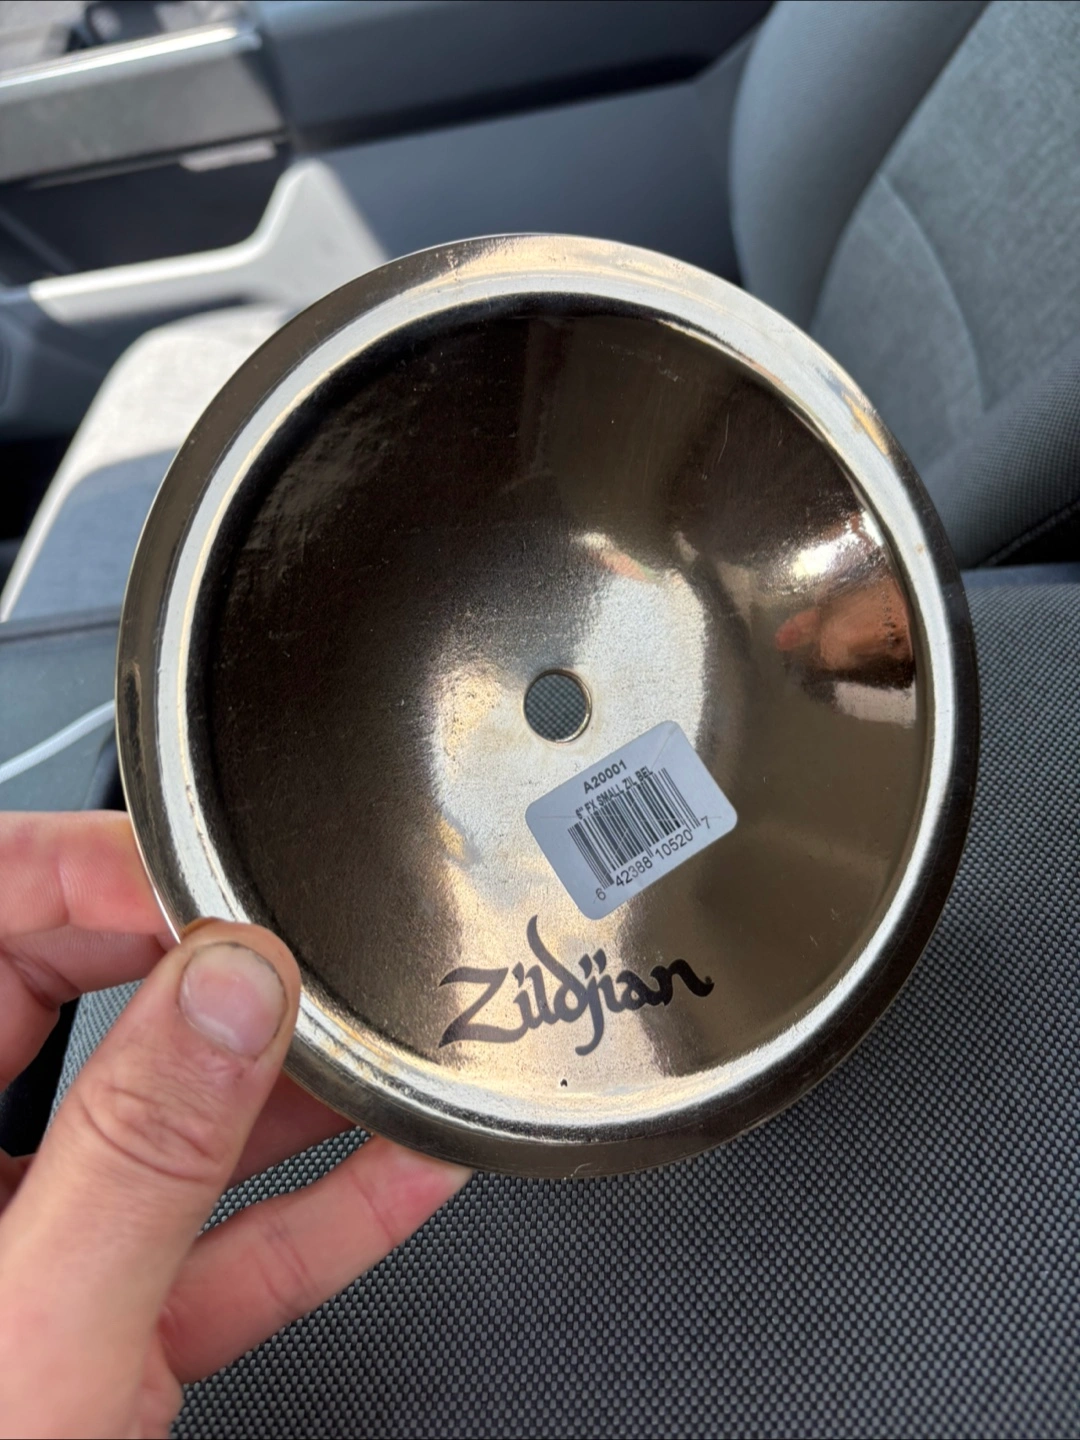 A20001
6" FX SMALL ZIL BEL
6 42388 10520 7
Zildjian